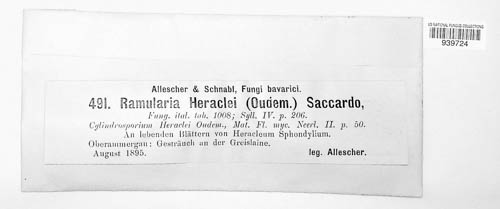 US NATIONAL FUNGUS COLLECTIONS
939724
Allescher & Schnabl, Fungi bavarici.
491. Ramularia Heraclei (Oudem.) Saccardo,
Fung. ital. tab. 1008; Syll. IV. p. 206.
Cylindrosporium Heraclei Oudem., Mat. Fl. myc. Neerl. II. p. 50.
An lebenden Blättern von Heracleum Sphondylium.
Oberammergau: Gesträuch an der Greislaine.
August 1895. leg. Allescher.